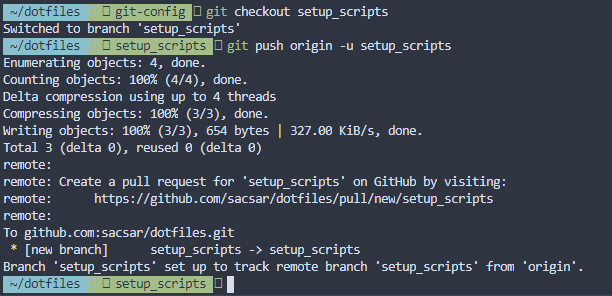 ~/dotfiles git-config git checkout setup_scripts
Switched to branch 'setup_scripts'
~/dotfiles setup_scripts git push origin -u setup_scripts
Enumerating objects: 4, done.
Counting objects: 100% (4/4), done.
Delta compression using up to 4 threads
Compressing objects: 100% (3/3), done.
Writing objects: 100% (3/3), 654 bytes | 327.00 KiB/s, done.
Total 3 (delta 0), reused 0 (delta 0)
remote:
remote: Create a pull request for 'setup_scripts' on GitHub by visiting:
remote:      https://github.com/sacsar/dotfiles/pull/new/setup_scripts
remote:
To github.com:sacsar/dotfiles.git
 * [new branch]      setup_scripts -> setup_scripts
Branch 'setup_scripts' set up to track remote branch 'setup_scripts' from 'origin'.
~/dotfiles setup_scripts